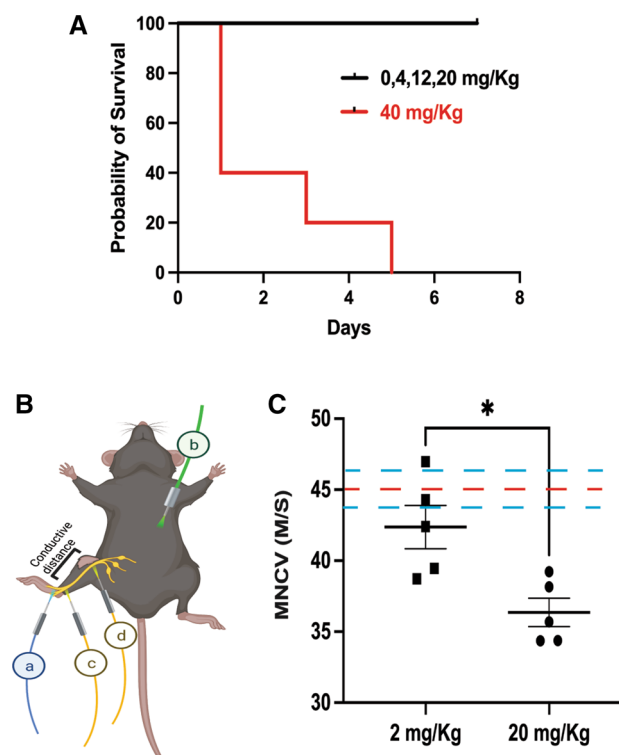 A
Probability of Survival
100
80
60
40
20
0
0,4,12,20 mg/Kg
40 mg/Kg
0
2
4
6
8
Days
B
b
Conductive
distance
a
c
d
C
MNCV (M/S)
50
45
40
35
30
*
2 mg/Kg
20 mg/Kg